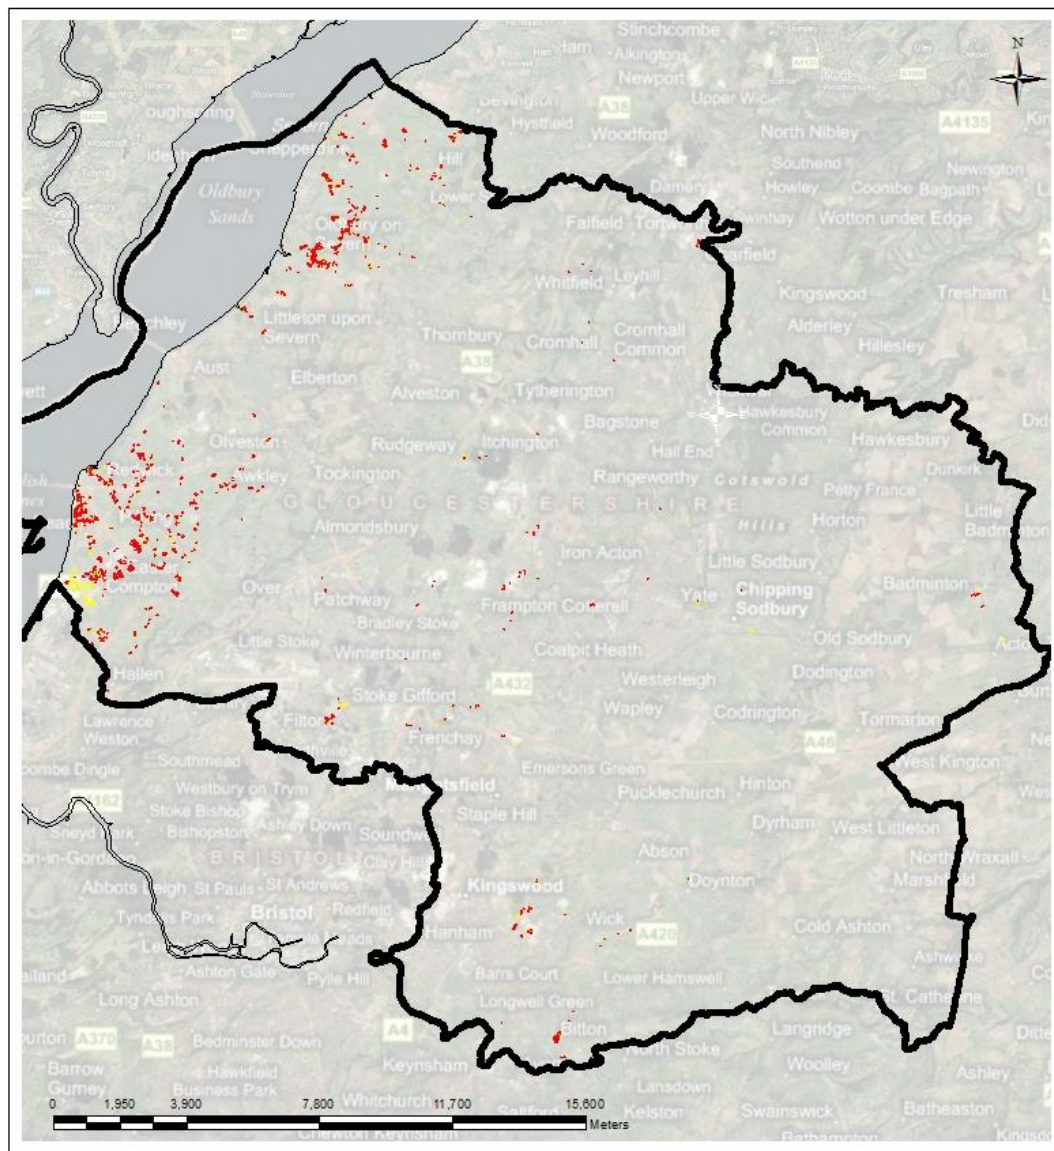 Stinchcombe
Ham
Alkington
Newport
N
Upper Wick
A38
Hystfield
Woodford
North Nibley
A4135
Southend
Newington
Hill
Damery
Howley
Coombe
Bagpath
Oldbury
Sands
Lower
Falfield
Tortworth
Wotton under Edge
Oldbury on
Severn
Whitfield
Leyhill
Kingswood
Tresham
Littleton upon
Severn
Thornbury
Cromhall
Cromhall
Common
Alderley
Hillesley
Aust
A38
Elberton
Alveston
Tytherington
Bagstone
Hawkesbury
Common
Olveston
Rudgeway
Itchington
Hall End
Hawkesbury
Redwick
Awkley
Tockington
Rangeworthy
Cotswold
Dunkirk
Petty France
GLOUCESTERSHIRE
Little
Badminton
Almondsbury
Hills
Horton
Iron Acton
Little Sodbury
Compton
Over
Patchway
Frampton Cotterell
Yate
Chipping
Sodbury
Badminton
Bradley Stoke
Little Stoke
Winterbourne
Coalpit Heath
Old Sodbury
Hallen
Stoke Gifford
A432
Westerleigh
Dodington
Lawrence
Weston
Filton
Wapley
Codrington
Tormarton
Frenchay
A46
Southmead
Emersons Green
West Kington
Westbury on Trym
Pucklechurch
Hinton
Stoke Bishop
Staple Hill
Bishopston
Ashley Down
Dyrham
West Littleton
BRISTOL
Clay Hill
Abson
North Wraxall
Abbots Leigh
St Pauls
St Andrews
Kingswood
Doynton
Bristol
Redfield
Wick
Hanham
A420
Cold Ashton
Ashton Gate
Pylle Hill
Barrs Court
Lower Hamswell
Long Ashton
Longwell Green
St. Catherine
A4
Bitton
Langridge
A370
A38
Bedminster Down
Keynsham
North Stoke
Woolley
Ashley
Barrow
Gurney
Hawkfield
Business Park
Lansdown
Whitchurch
Saltford
Kelston
Swainswick
Batheaston
0 1,950 3,900 7,800 11,700 15,600
Meters